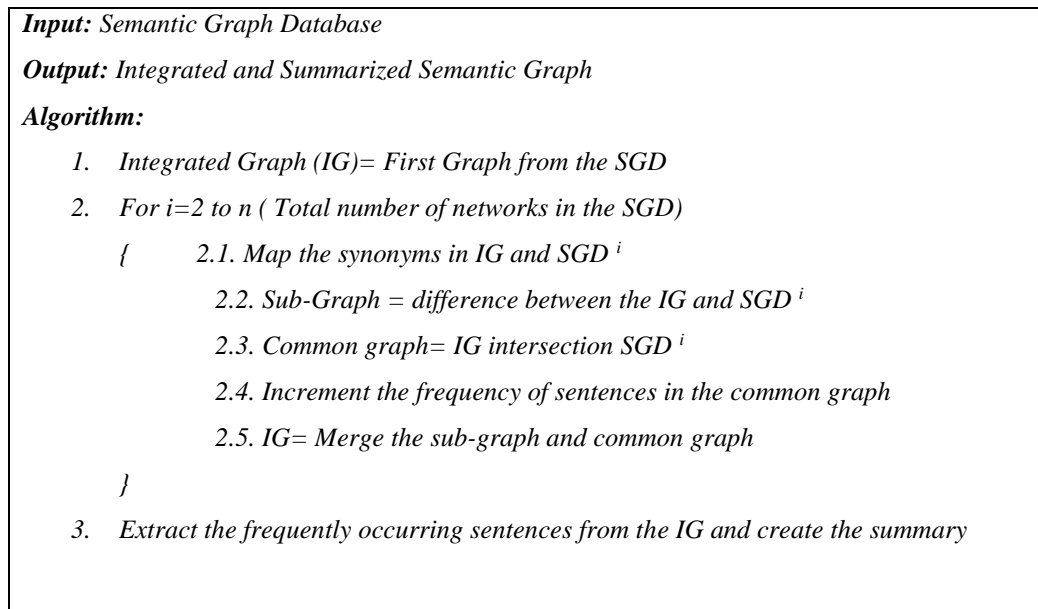 Input: Semantic Graph Database
Output: Integrated and Summarized Semantic Graph
Algorithm:
1. Integrated Graph (IG)= First Graph from the SGD
2. For i=2 to n ( Total number of networks in the SGD)
{ 2.1. Map the synonyms in IG and SGD i
2.2. Sub-Graph = difference between the IG and SGD i
2.3. Common graph= IG intersection SGD i
2.4. Increment the frequency of sentences in the common graph
2.5. IG= Merge the sub-graph and common graph
}
3. Extract the frequently occurring sentences from the IG and create the summary